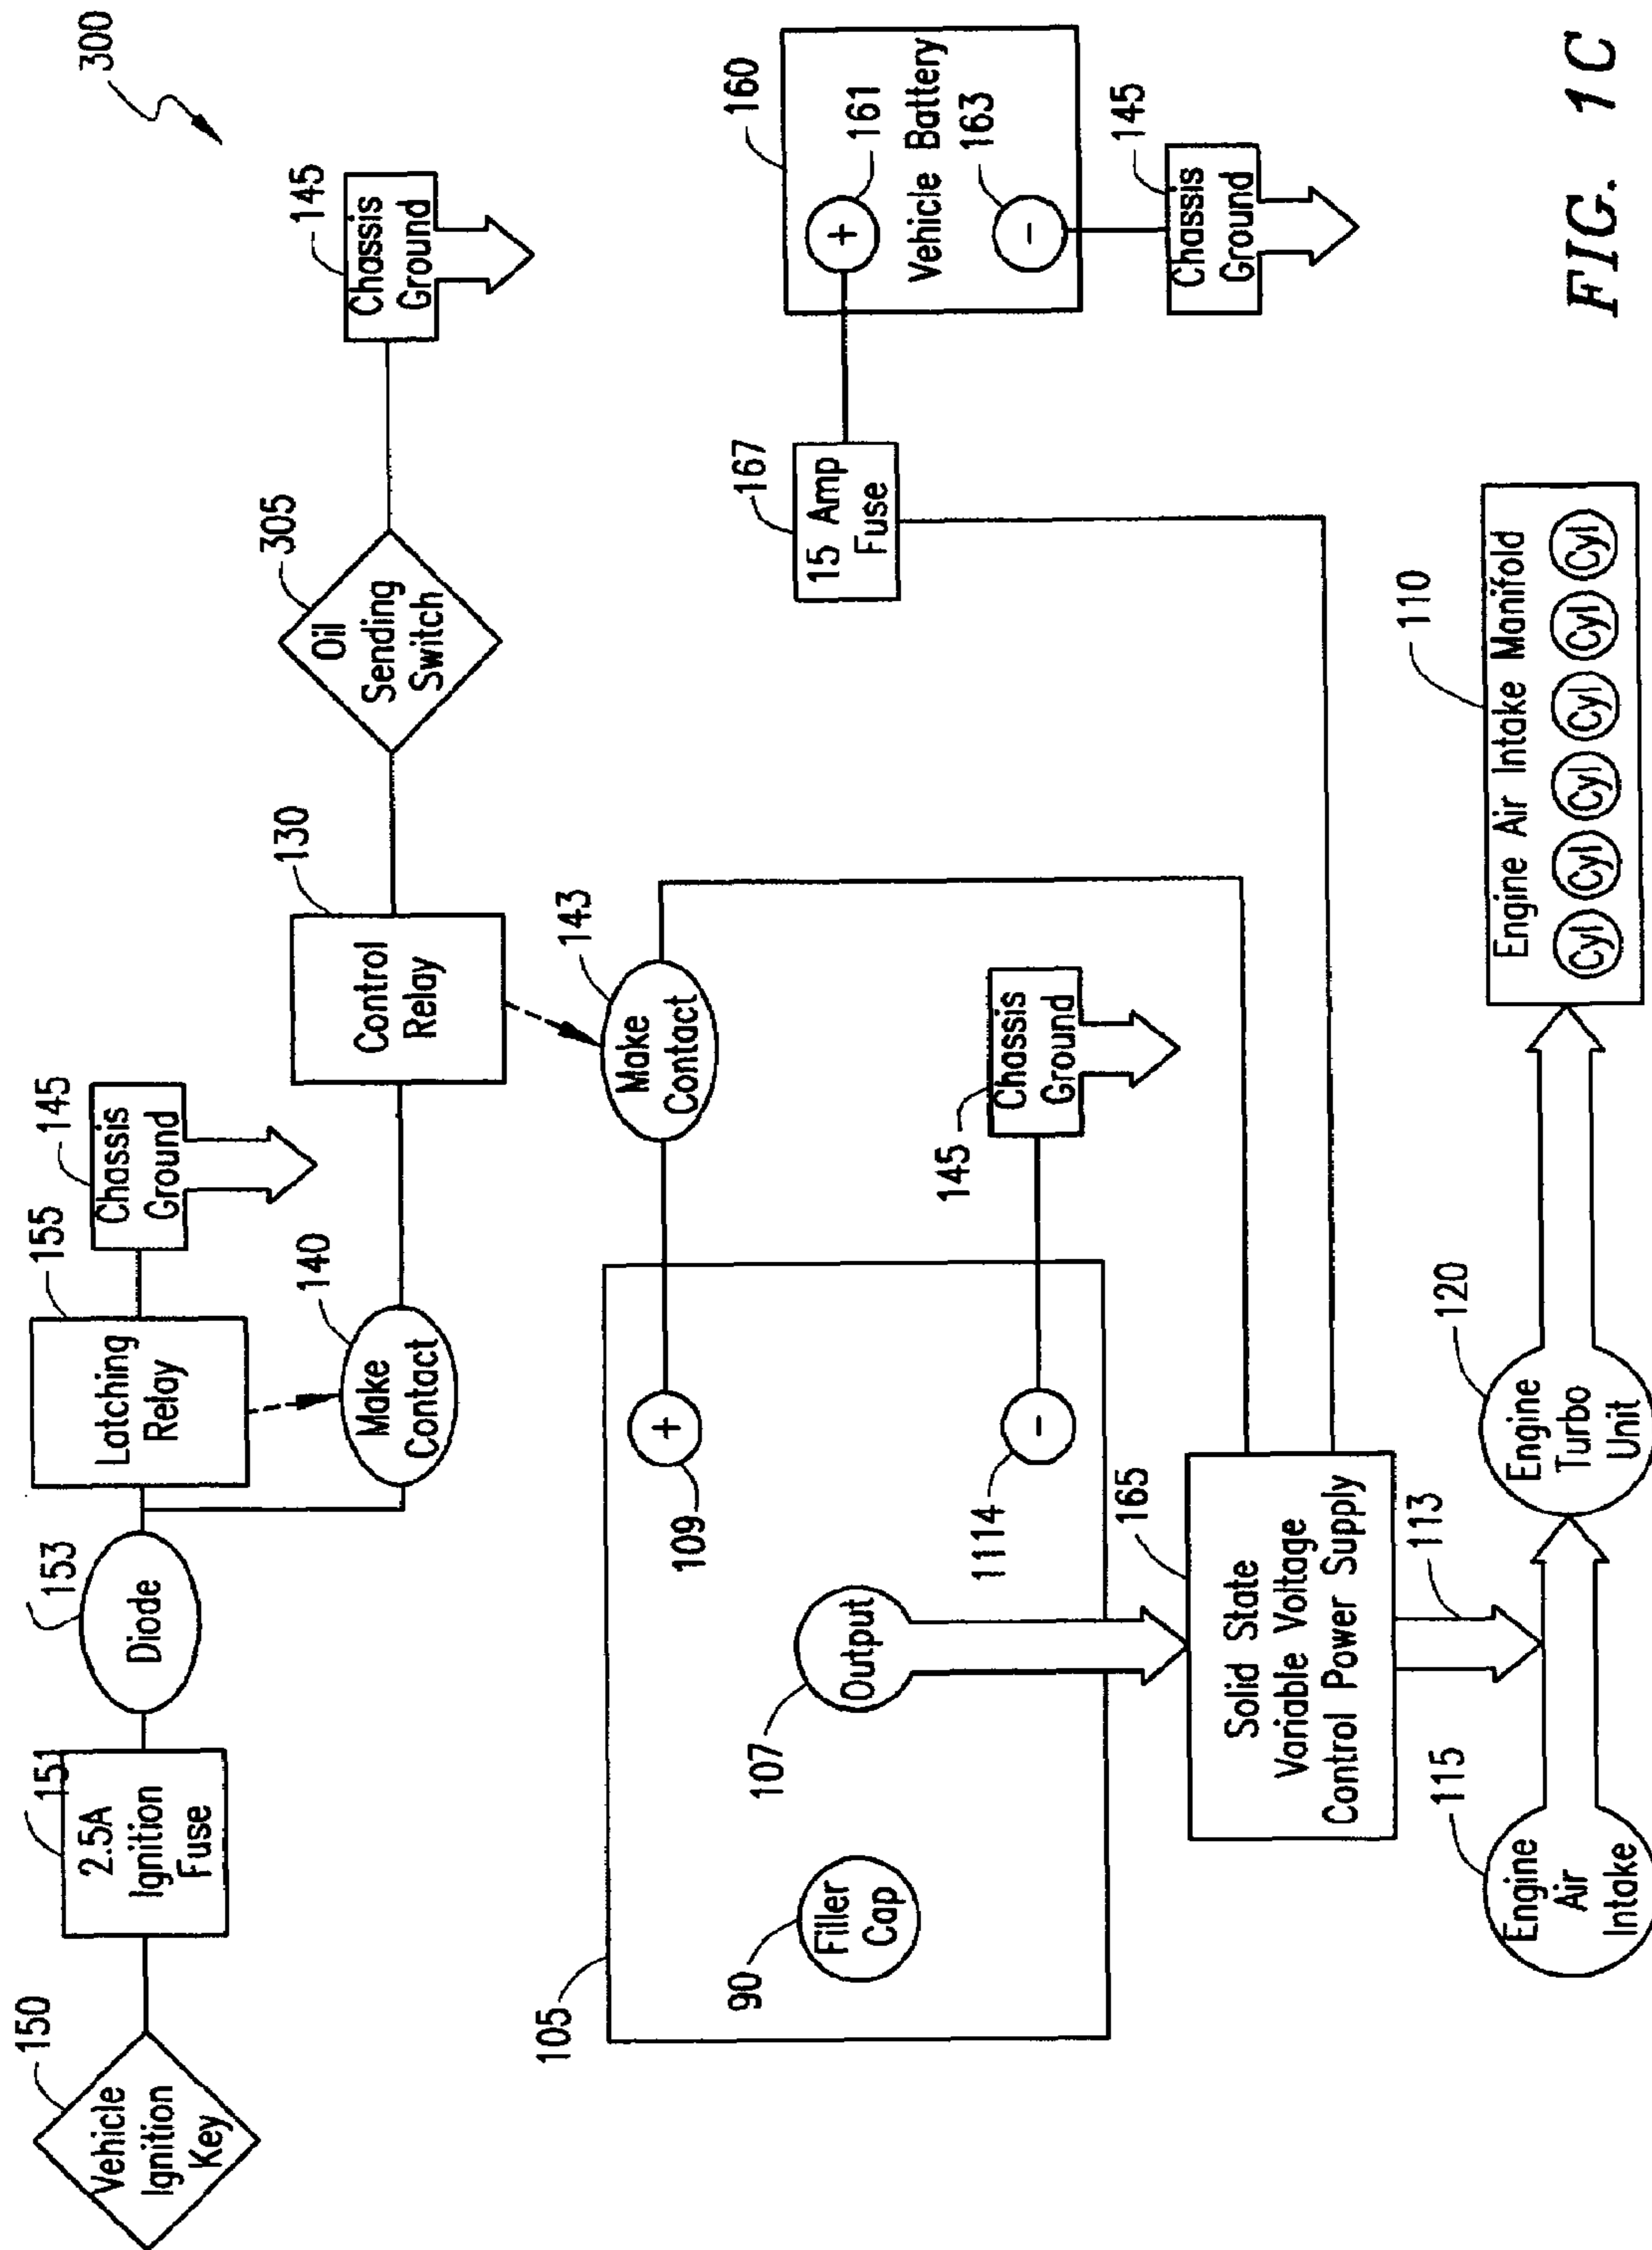 300
150
Vehicle
Ignition
Key
151
2.5A
Ignition
Fuse
153
Diode
155
Latching
Relay
145
Chassis
Ground
140
Make
Contact
130
Control
Relay
305
Oil
Sending
Switch
145
Chassis
Ground
143
Make
Contact
105
90
Filler
Cap
107
Output
109
+
1114
-
145
Chassis
Ground
167
15 Amp
Fuse
160
+
161
Vehicle Battery
-
163
145
Chassis
Ground
165
Solid State
Variable Voltage
Control Power Supply
113
115
Engine
Air
Intake
120
Engine
Turbo
Unit
110
Engine Air Intake Manifold
Cyl Cyl Cyl Cyl Cyl Cyl
FIG. 1C